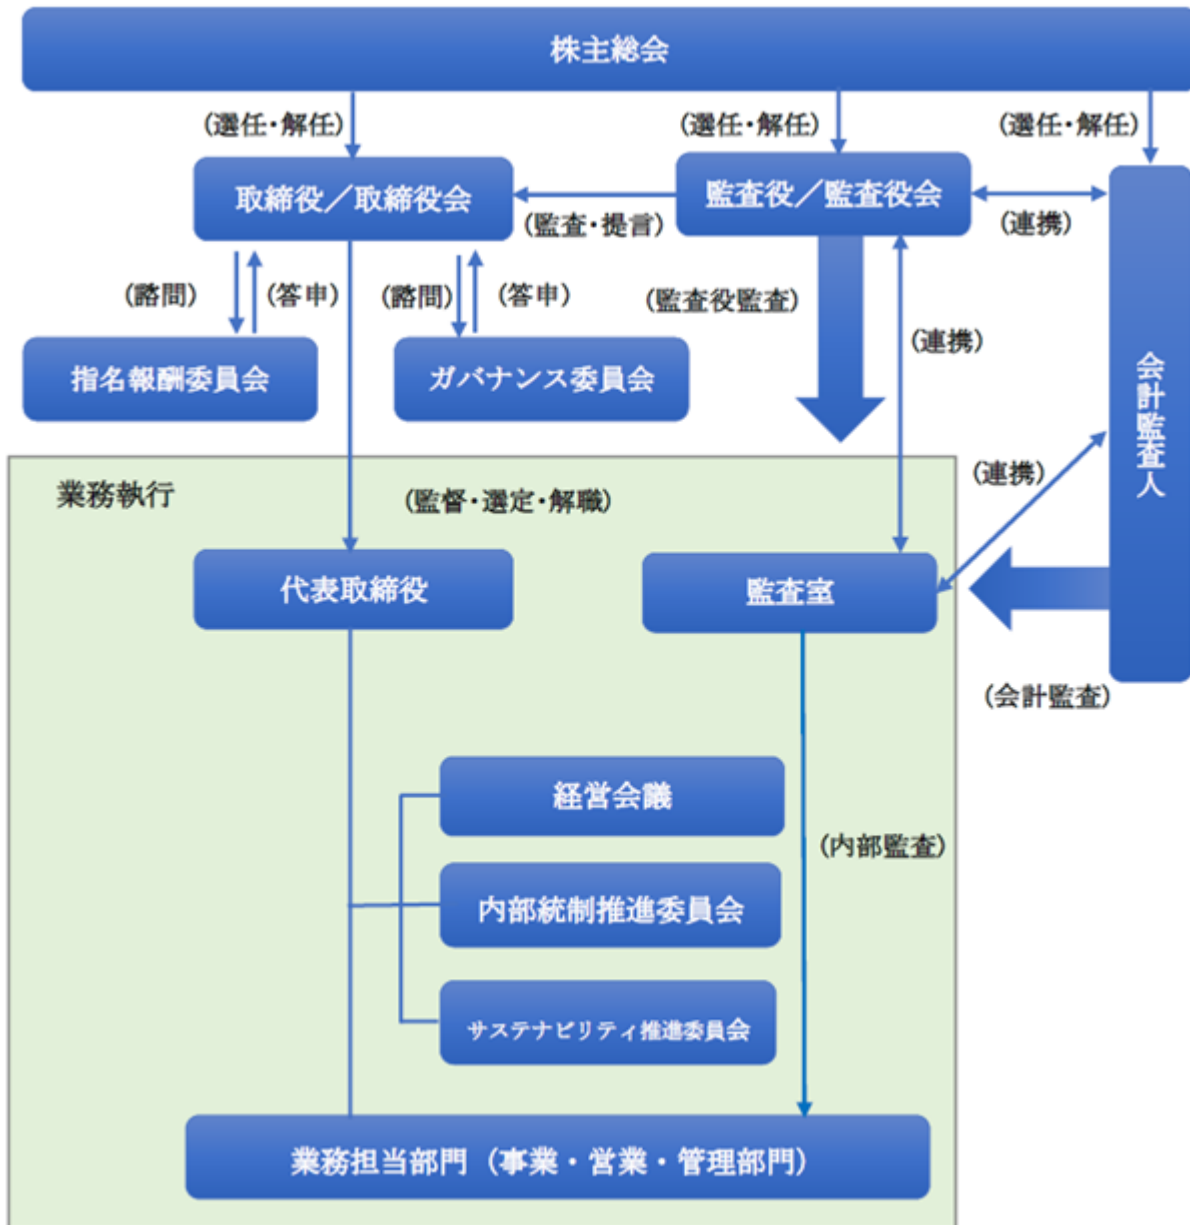 株主総会
(選任・解任)
(選任・解任)
(選任・解任)
取締役／取締役会
監査役／監査役会
(監査・提言)
(連携)
(諮問)
(答申)
(諮問)
(答申)
(監査役監査)
(連携)
指名報酬委員会
ガバナンス委員会
会計監査人
(連携)
業務執行
(監督・選定・解職)
代表取締役
監査室
(会計監査)
経営会議
(内部監査)
内部統制推進委員会
サステナビリティ推進委員会
業務担当部門（事業・営業・管理部門）